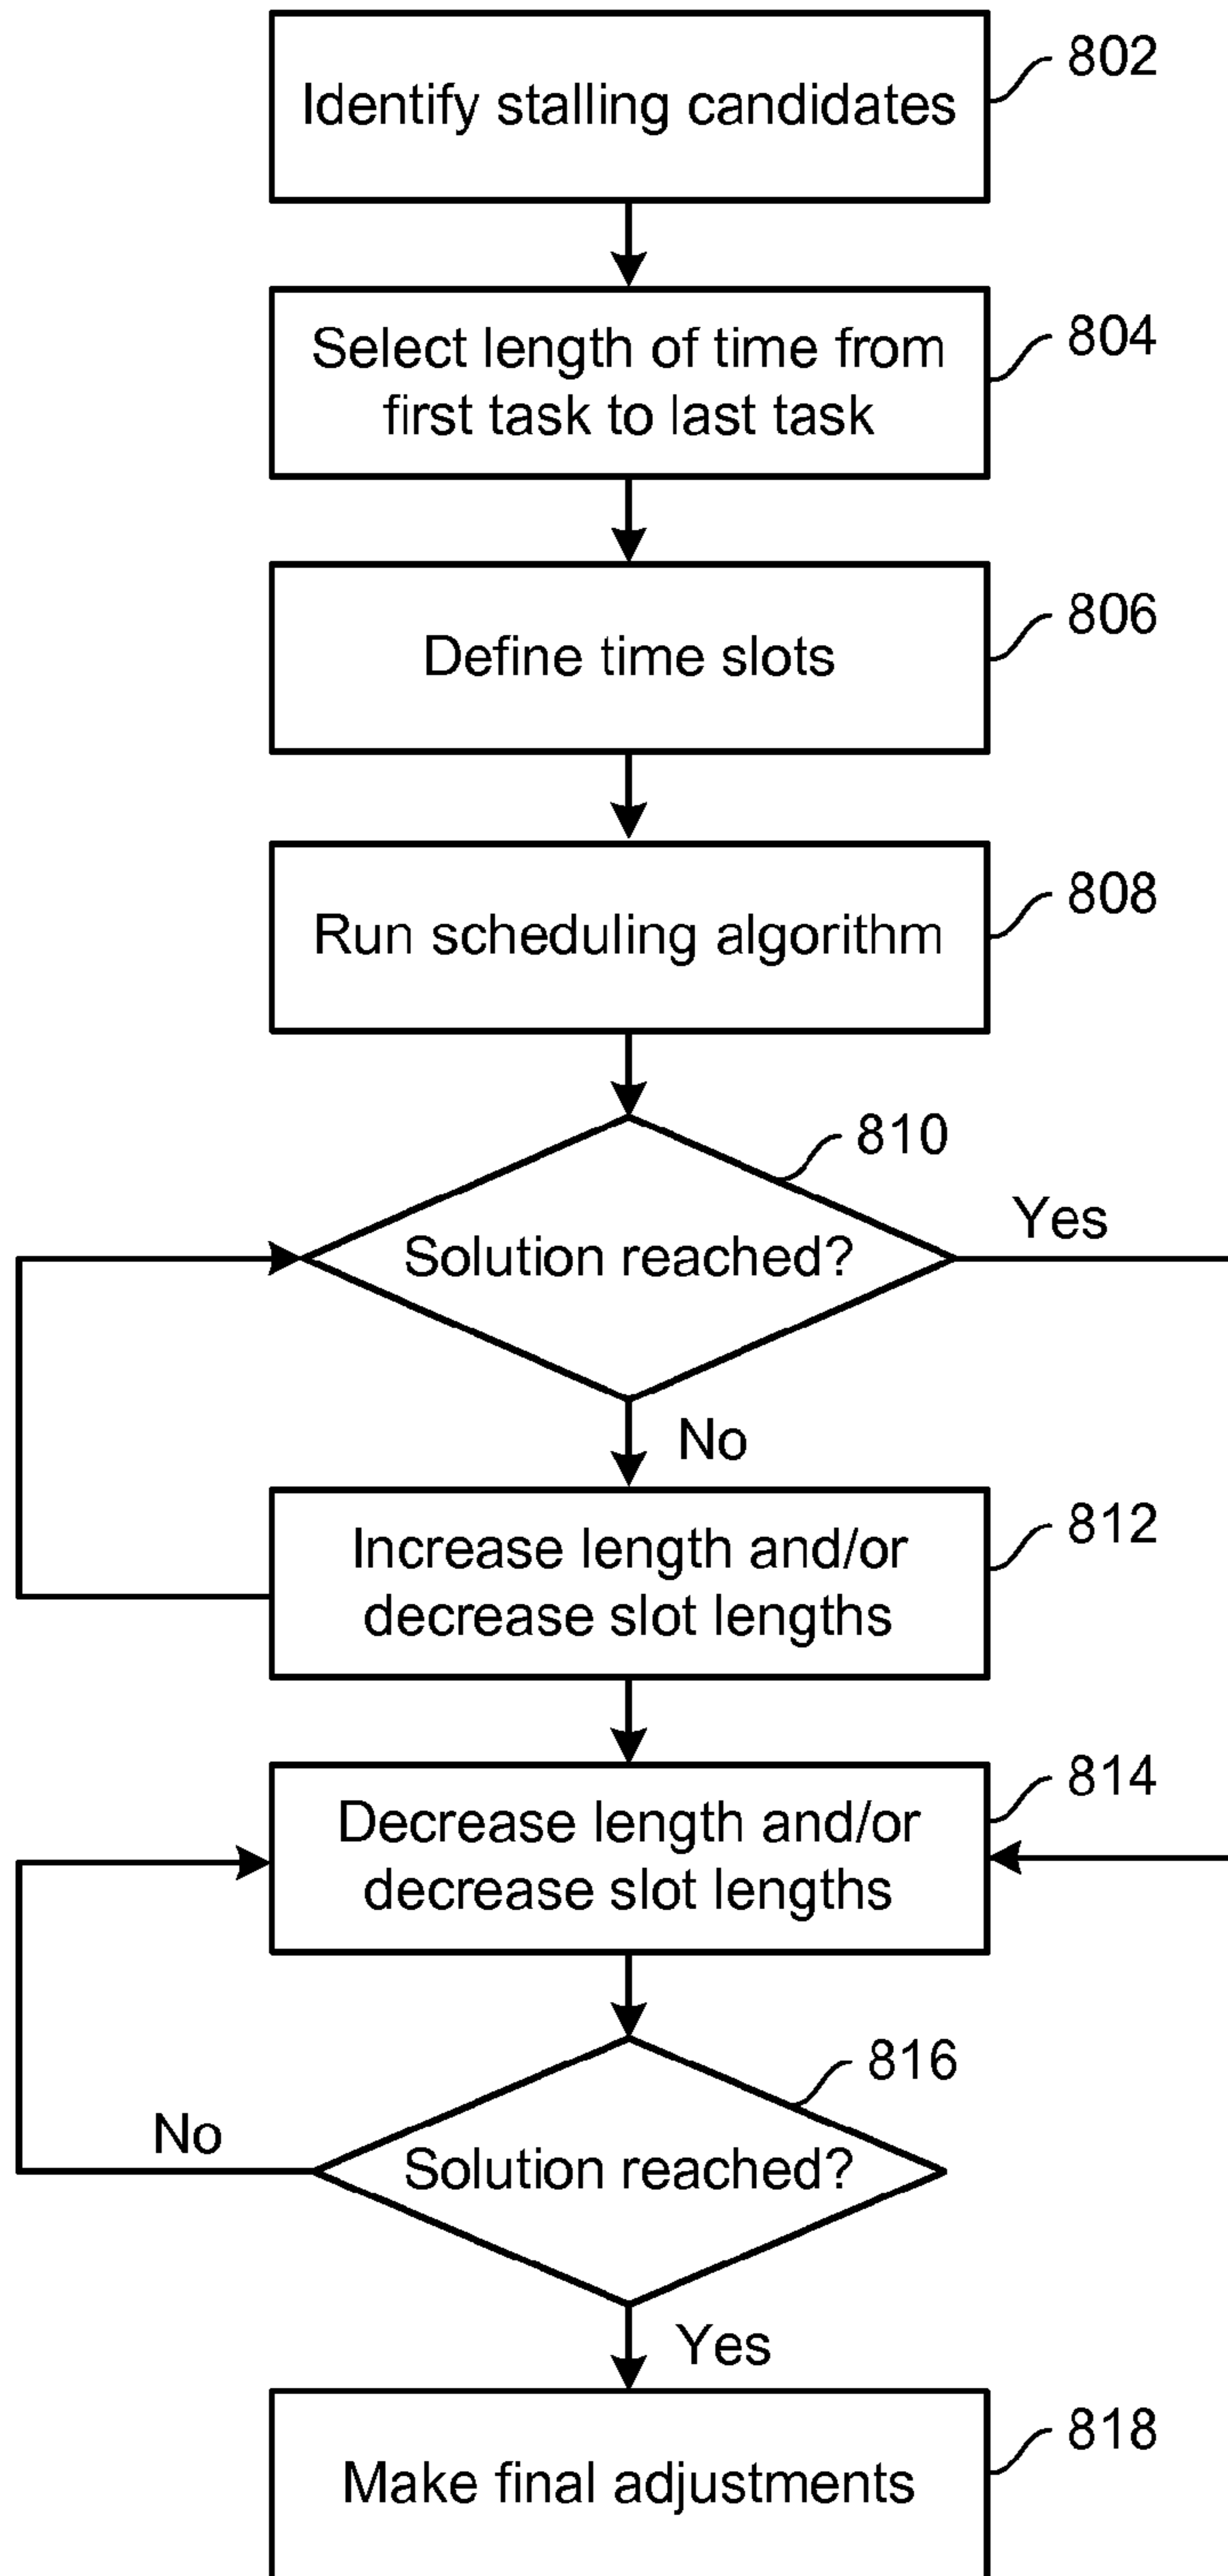 802
Identify stalling candidates
804
Select length of time from
first task to last task
806
Define time slots
808
Run scheduling algorithm
810
Solution reached?
Yes
No
812
Increase length and/or
decrease slot lengths
814
Decrease length and/or
decrease slot lengths
816
Solution reached?
No
Yes
818
Make final adjustments